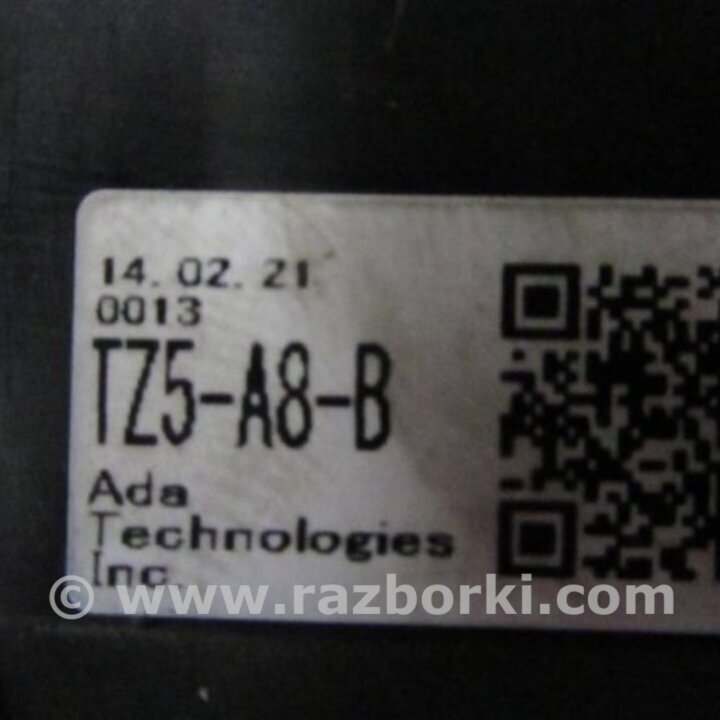 14. 02. 21.
0013
TZ5-A8-B
Ada
Technologies
Inc.
© www.razborki.com